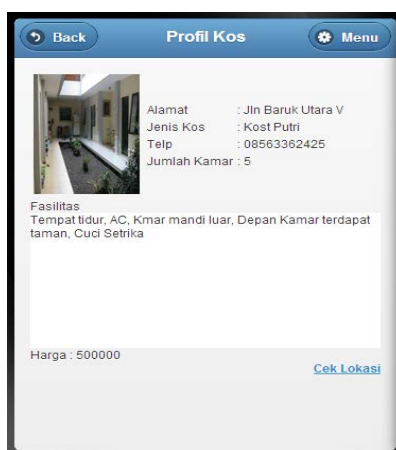 Back
Profil Kos
Menu
Alamat : Jln Baruk Utara V
Jenis Kos : Kost Putri
Telp : 08563362425
Jumlah Kamar : 5
Fasilitas
Tempat tidur, AC, Kmar mandi luar, Depan Kamar terdapat
taman, Cuci Setrika
Harga : 500000
Cek Lokasi